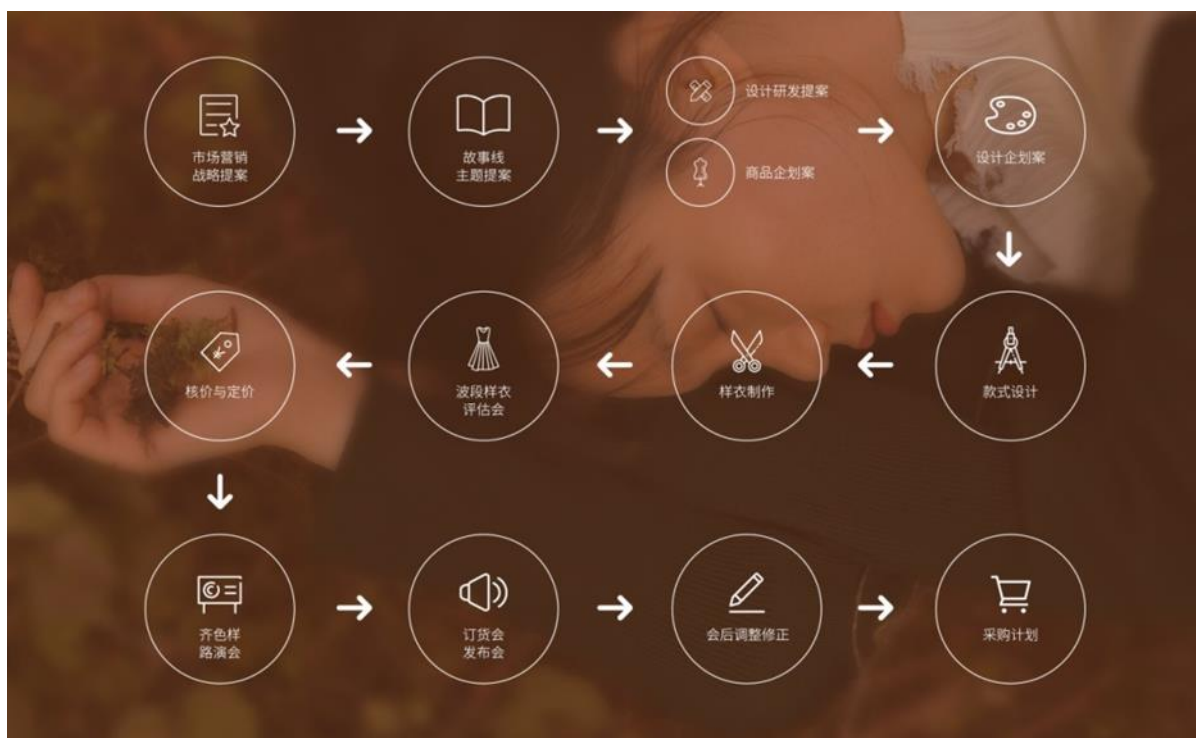 市场营销
战略提案
故事线
主题提案
设计研发提案
商品企划案
设计企划案
款式设计
样衣制作
波段样衣
评估会
核价与定价
齐色样
路演会
订货会
发布会
会后调整修正
采购计划